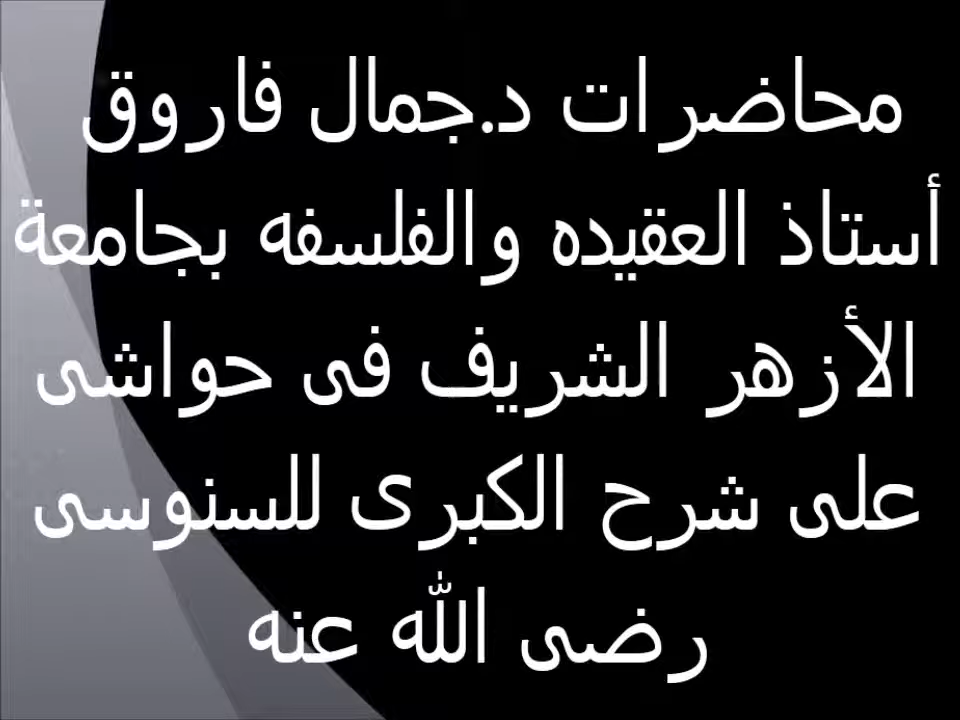 محاضرات د.جمال فاروق
أستاذ العقيده والفلسفه بجامعة
الأزهر الشريف فى حواشى
على شرح الكبرى للسنوسى
رضى الله عنه